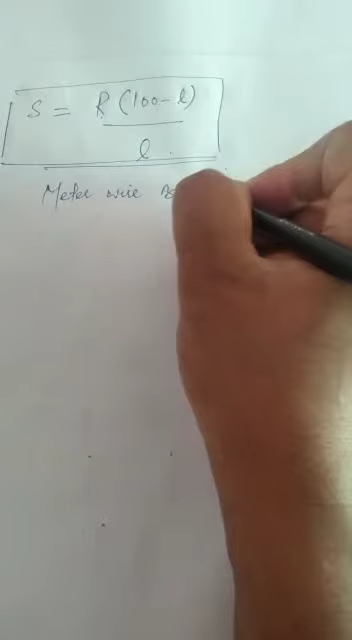 S = R (100 - l)
l
Meter wire